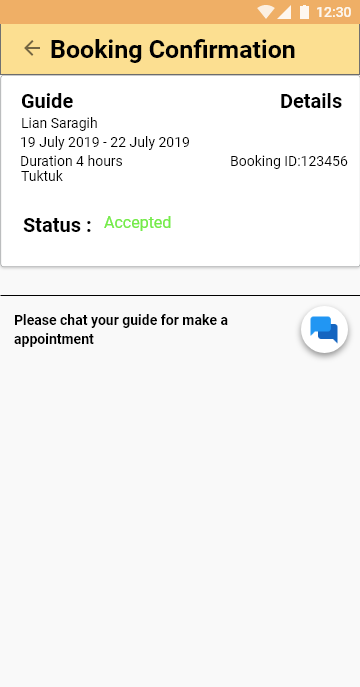 12:30
Booking Confirmation
Guide Details
Lian Saragih
19 July 2019 - 22 July 2019
Duration 4 hours Booking ID:123456
Tuktuk
Status : Accepted
Please chat your guide for make a
appointment